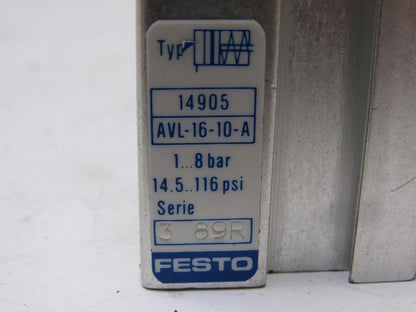 Typ
14905
AVL-16-10-A
1...8 bar
14.5..116 psi
Serie
3 89R
FESTO